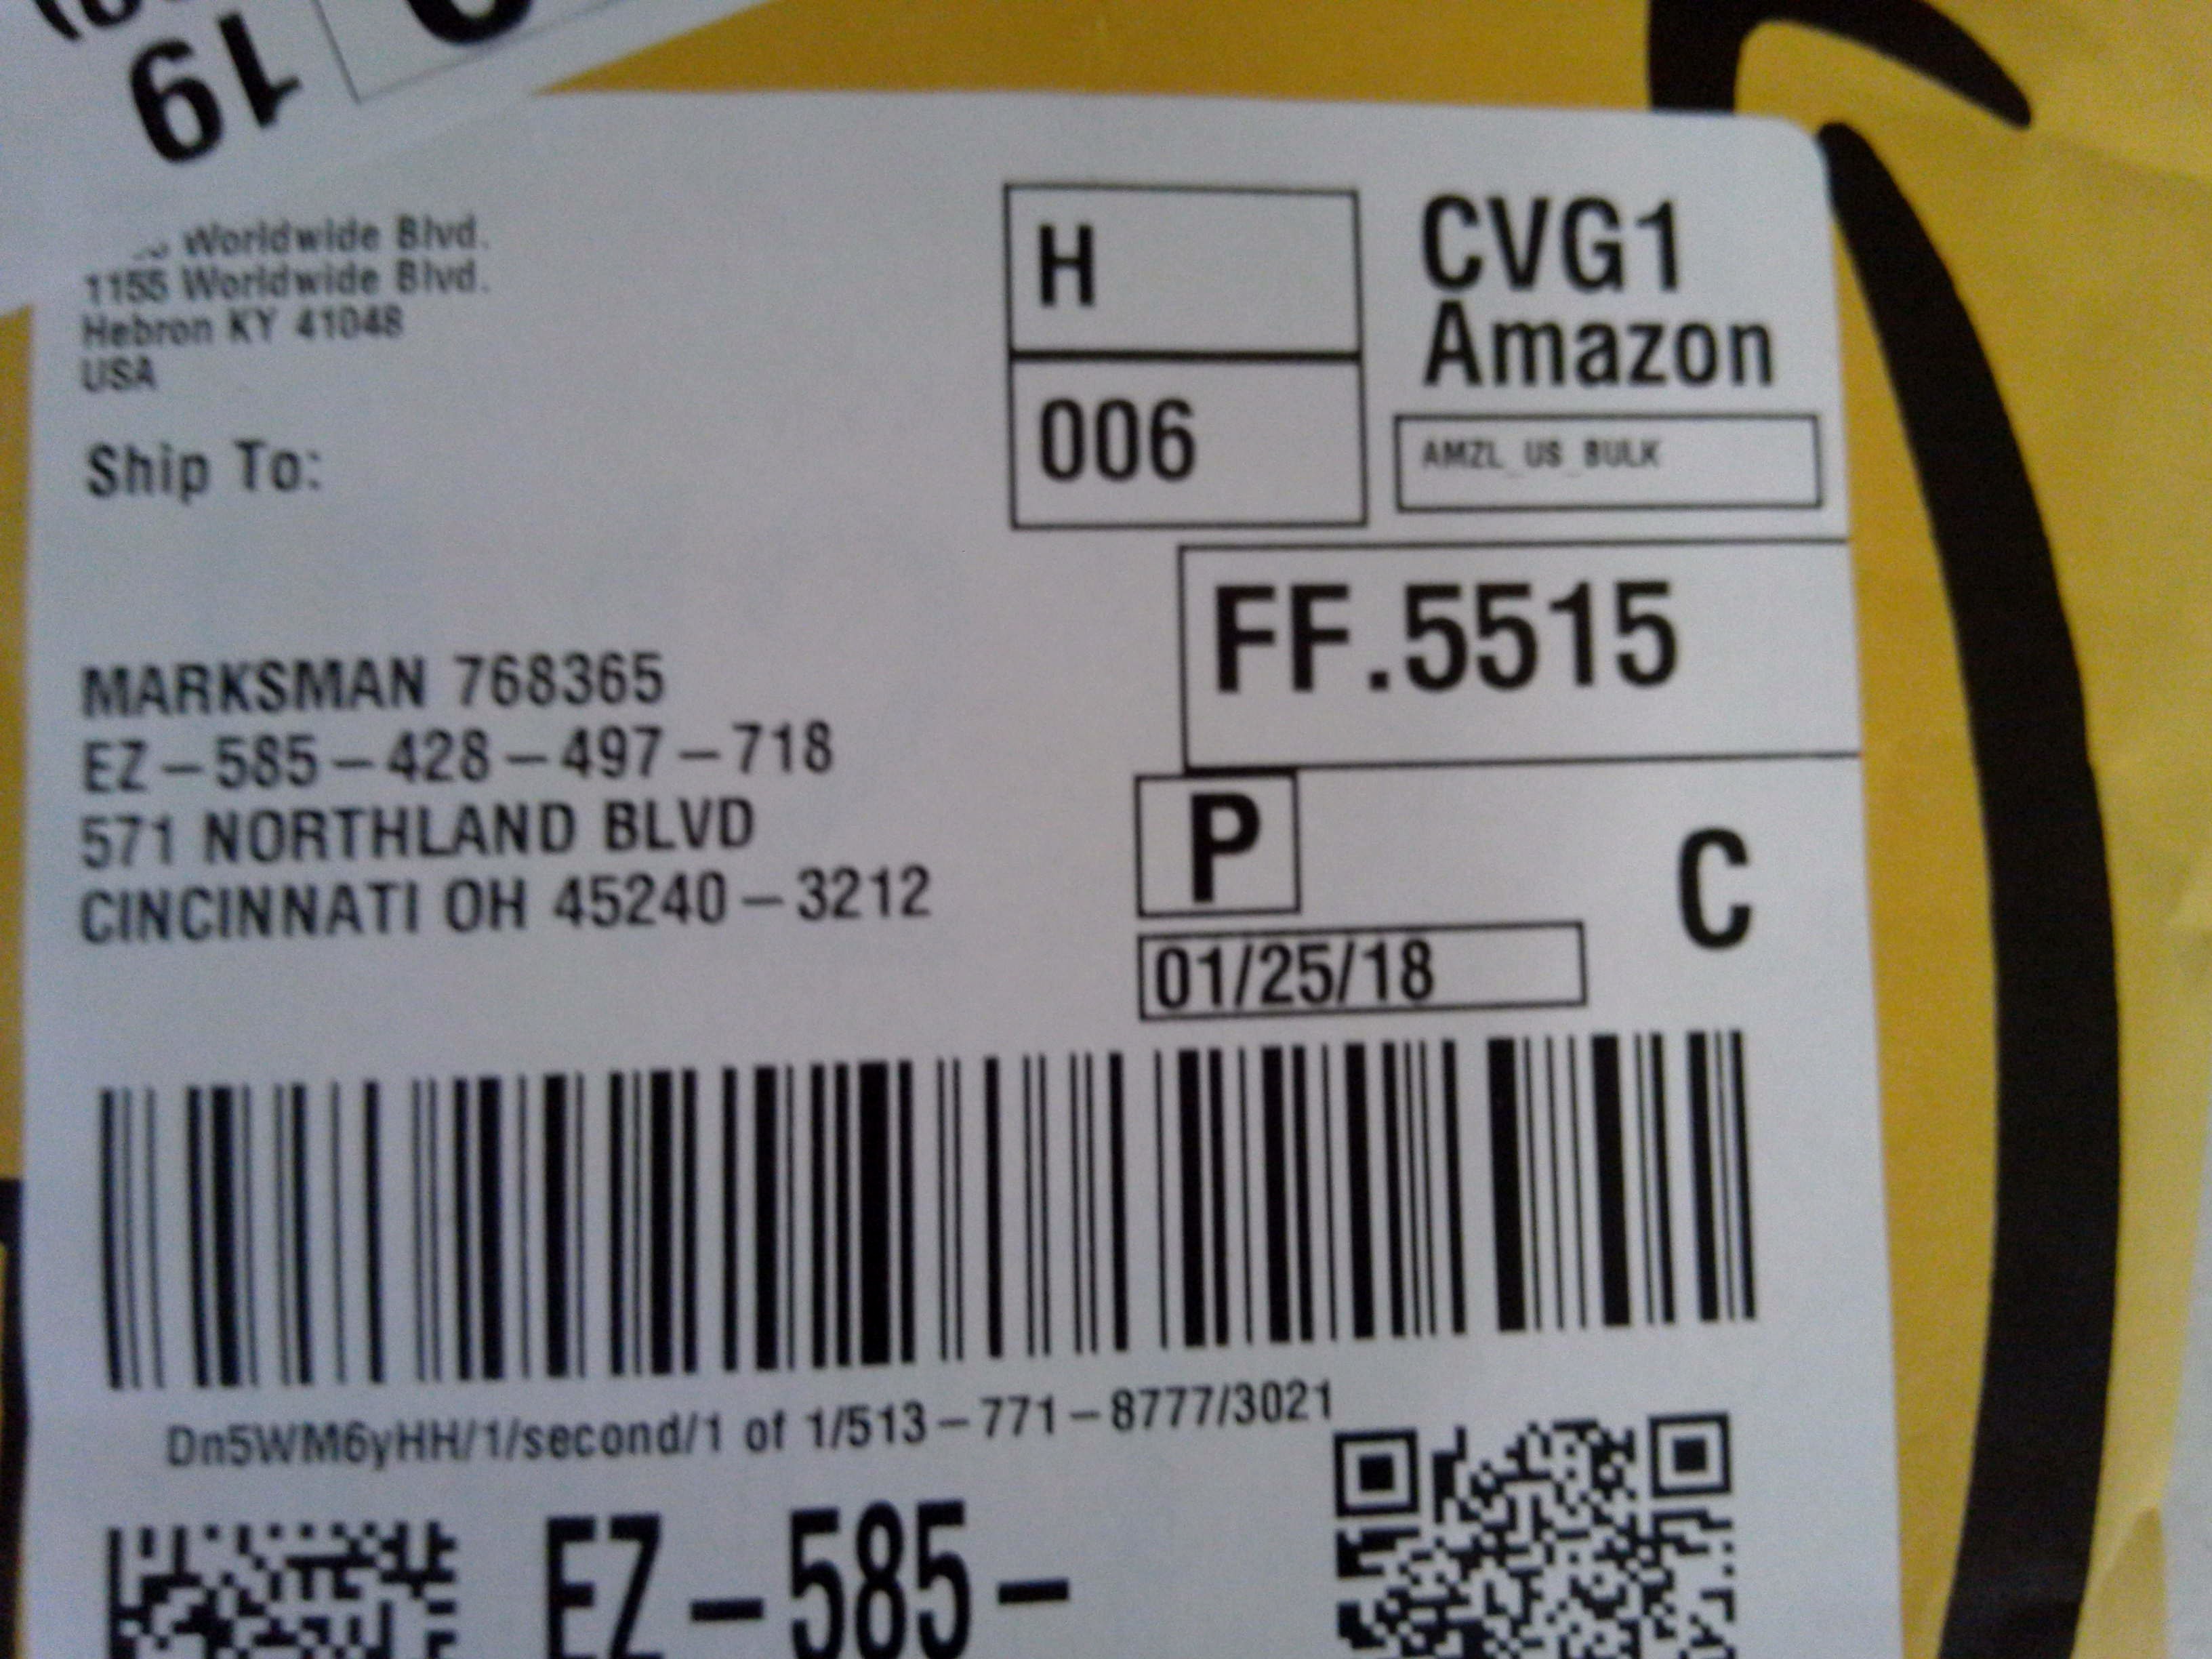 19
Worldwide Blvd.
1155 Worldwide Blvd.
Hebron KY 41048
USA
Ship To:
H
006
CVG1
Amazon
AMZL_US_BULK
FF.5515
MARKSMAN 768365
EZ-585-428-497-718
571 NORTHLAND BLVD
CINCINNATI OH 45240-3212
P
C
01/25/18
Dn5WM6yHH/1/second/1 of 1/513-771-8777/3021
EZ-585-